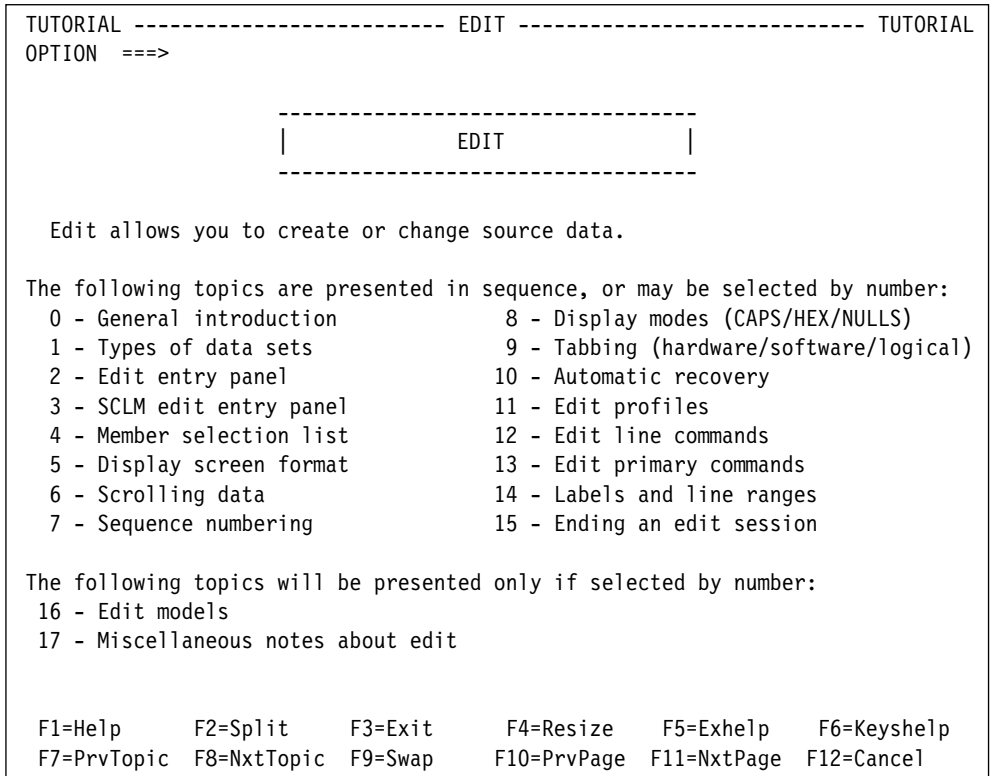 TUTORIAL -------------------------- EDIT ----------------------------- TUTORIAL
OPTION  ===>
-----------------------------------
|              EDIT               |
-----------------------------------
Edit allows you to create or change source data.
The following topics are presented in sequence, or may be selected by number:
0 - General introduction              8 - Display modes (CAPS/HEX/NULLS)
1 - Types of data sets                9 - Tabbing (hardware/software/logical)
2 - Edit entry panel                 10 - Automatic recovery
3 - SCLM edit entry panel            11 - Edit profiles
4 - Member selection list            12 - Edit line commands
5 - Display screen format            13 - Edit primary commands
6 - Scrolling data                   14 - Labels and line ranges
7 - Sequence numbering               15 - Ending an edit session
The following topics will be presented only if selected by number:
16 - Edit models
17 - Miscellaneous notes about edit
F1=Help      F2=Split     F3=Exit      F4=Resize    F5=Exhelp    F6=Keyshelp
F7=PrvTopic  F8=NxtTopic  F9=Swap     F10=PrvPage  F11=NxtPage  F12=Cancel